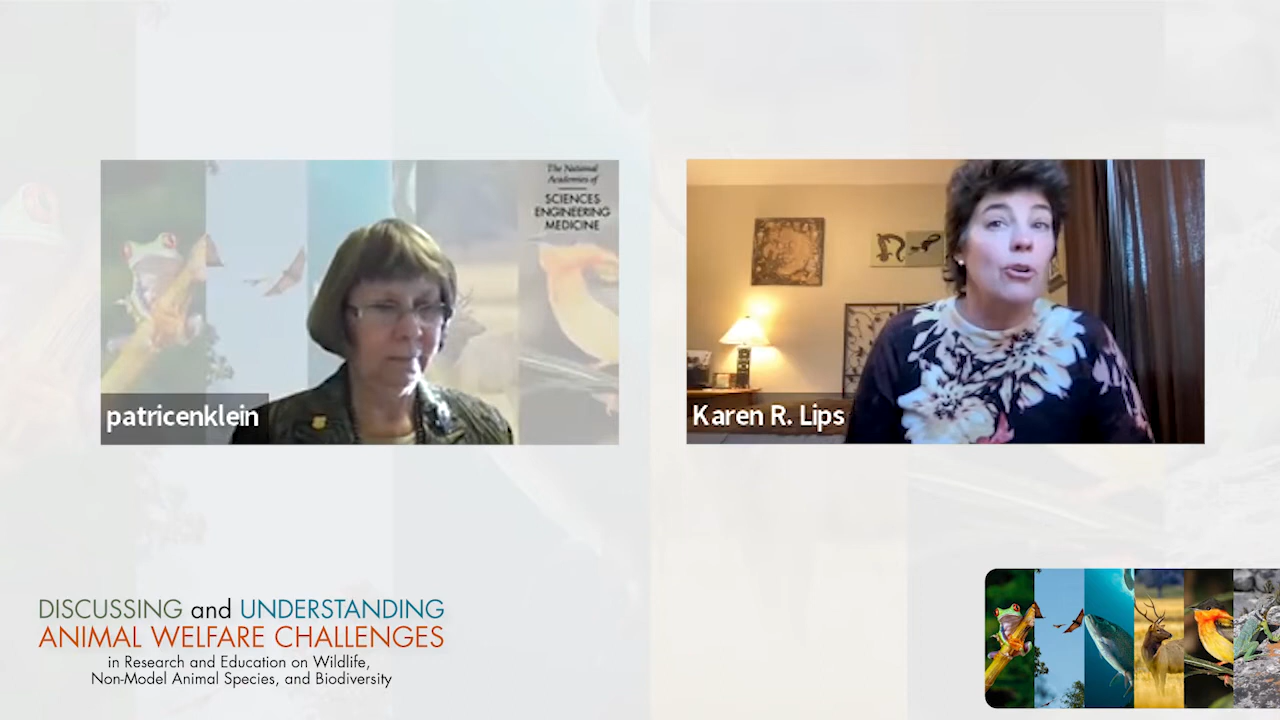 The National
Academies of
SCIENCES
ENGINEERING
MEDICINE
patricenklein
Karen R. Lips
DISCUSSING and UNDERSTANDING
ANIMAL WELFARE CHALLENGES
in Research and Education on Wildlife,
Non-Model Animal Species, and Biodiversity